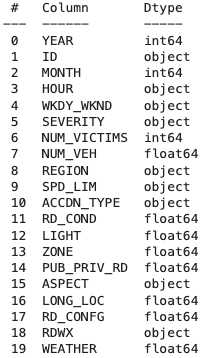 # Column Dtype
--- ------ -----
0 YEAR int64
1 ID object
2 MONTH int64
3 HOUR object
4 WKDY_WKND object
5 SEVERITY object
6 NUM_VICTIMS int64
7 NUM_VEH float64
8 REGION object
9 SPD_LIM object
10 ACCDN_TYPE object
11 RD_COND float64
12 LIGHT float64
13 ZONE float64
14 PUB_PRIV_RD float64
15 ASPECT object
16 LONG_LOC float64
17 RD_CONFG float64
18 RDWX object
19 WEATHER float64